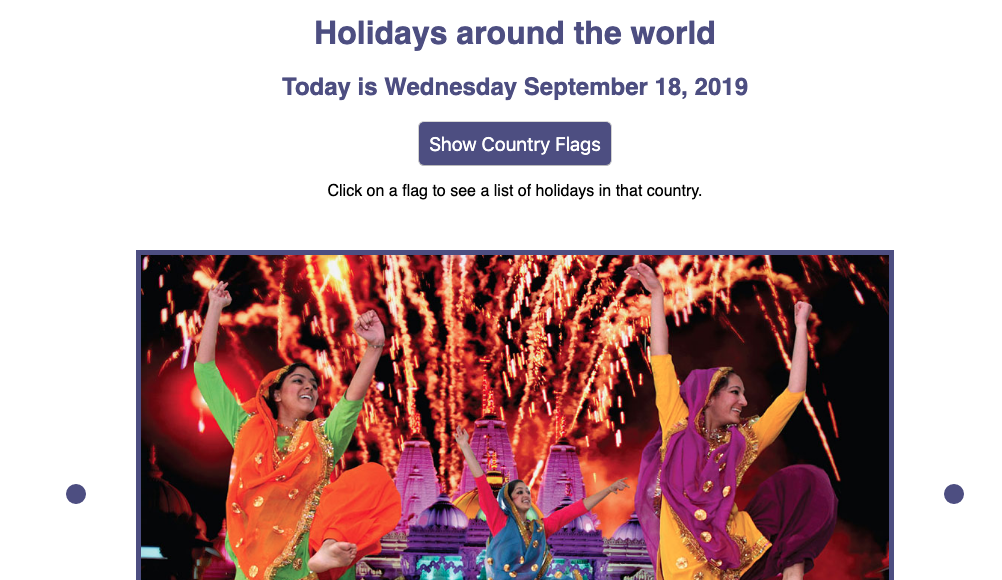 Holidays around the world
Today is Wednesday September 18, 2019
Show Country Flags
Click on a flag to see a list of holidays in that country.